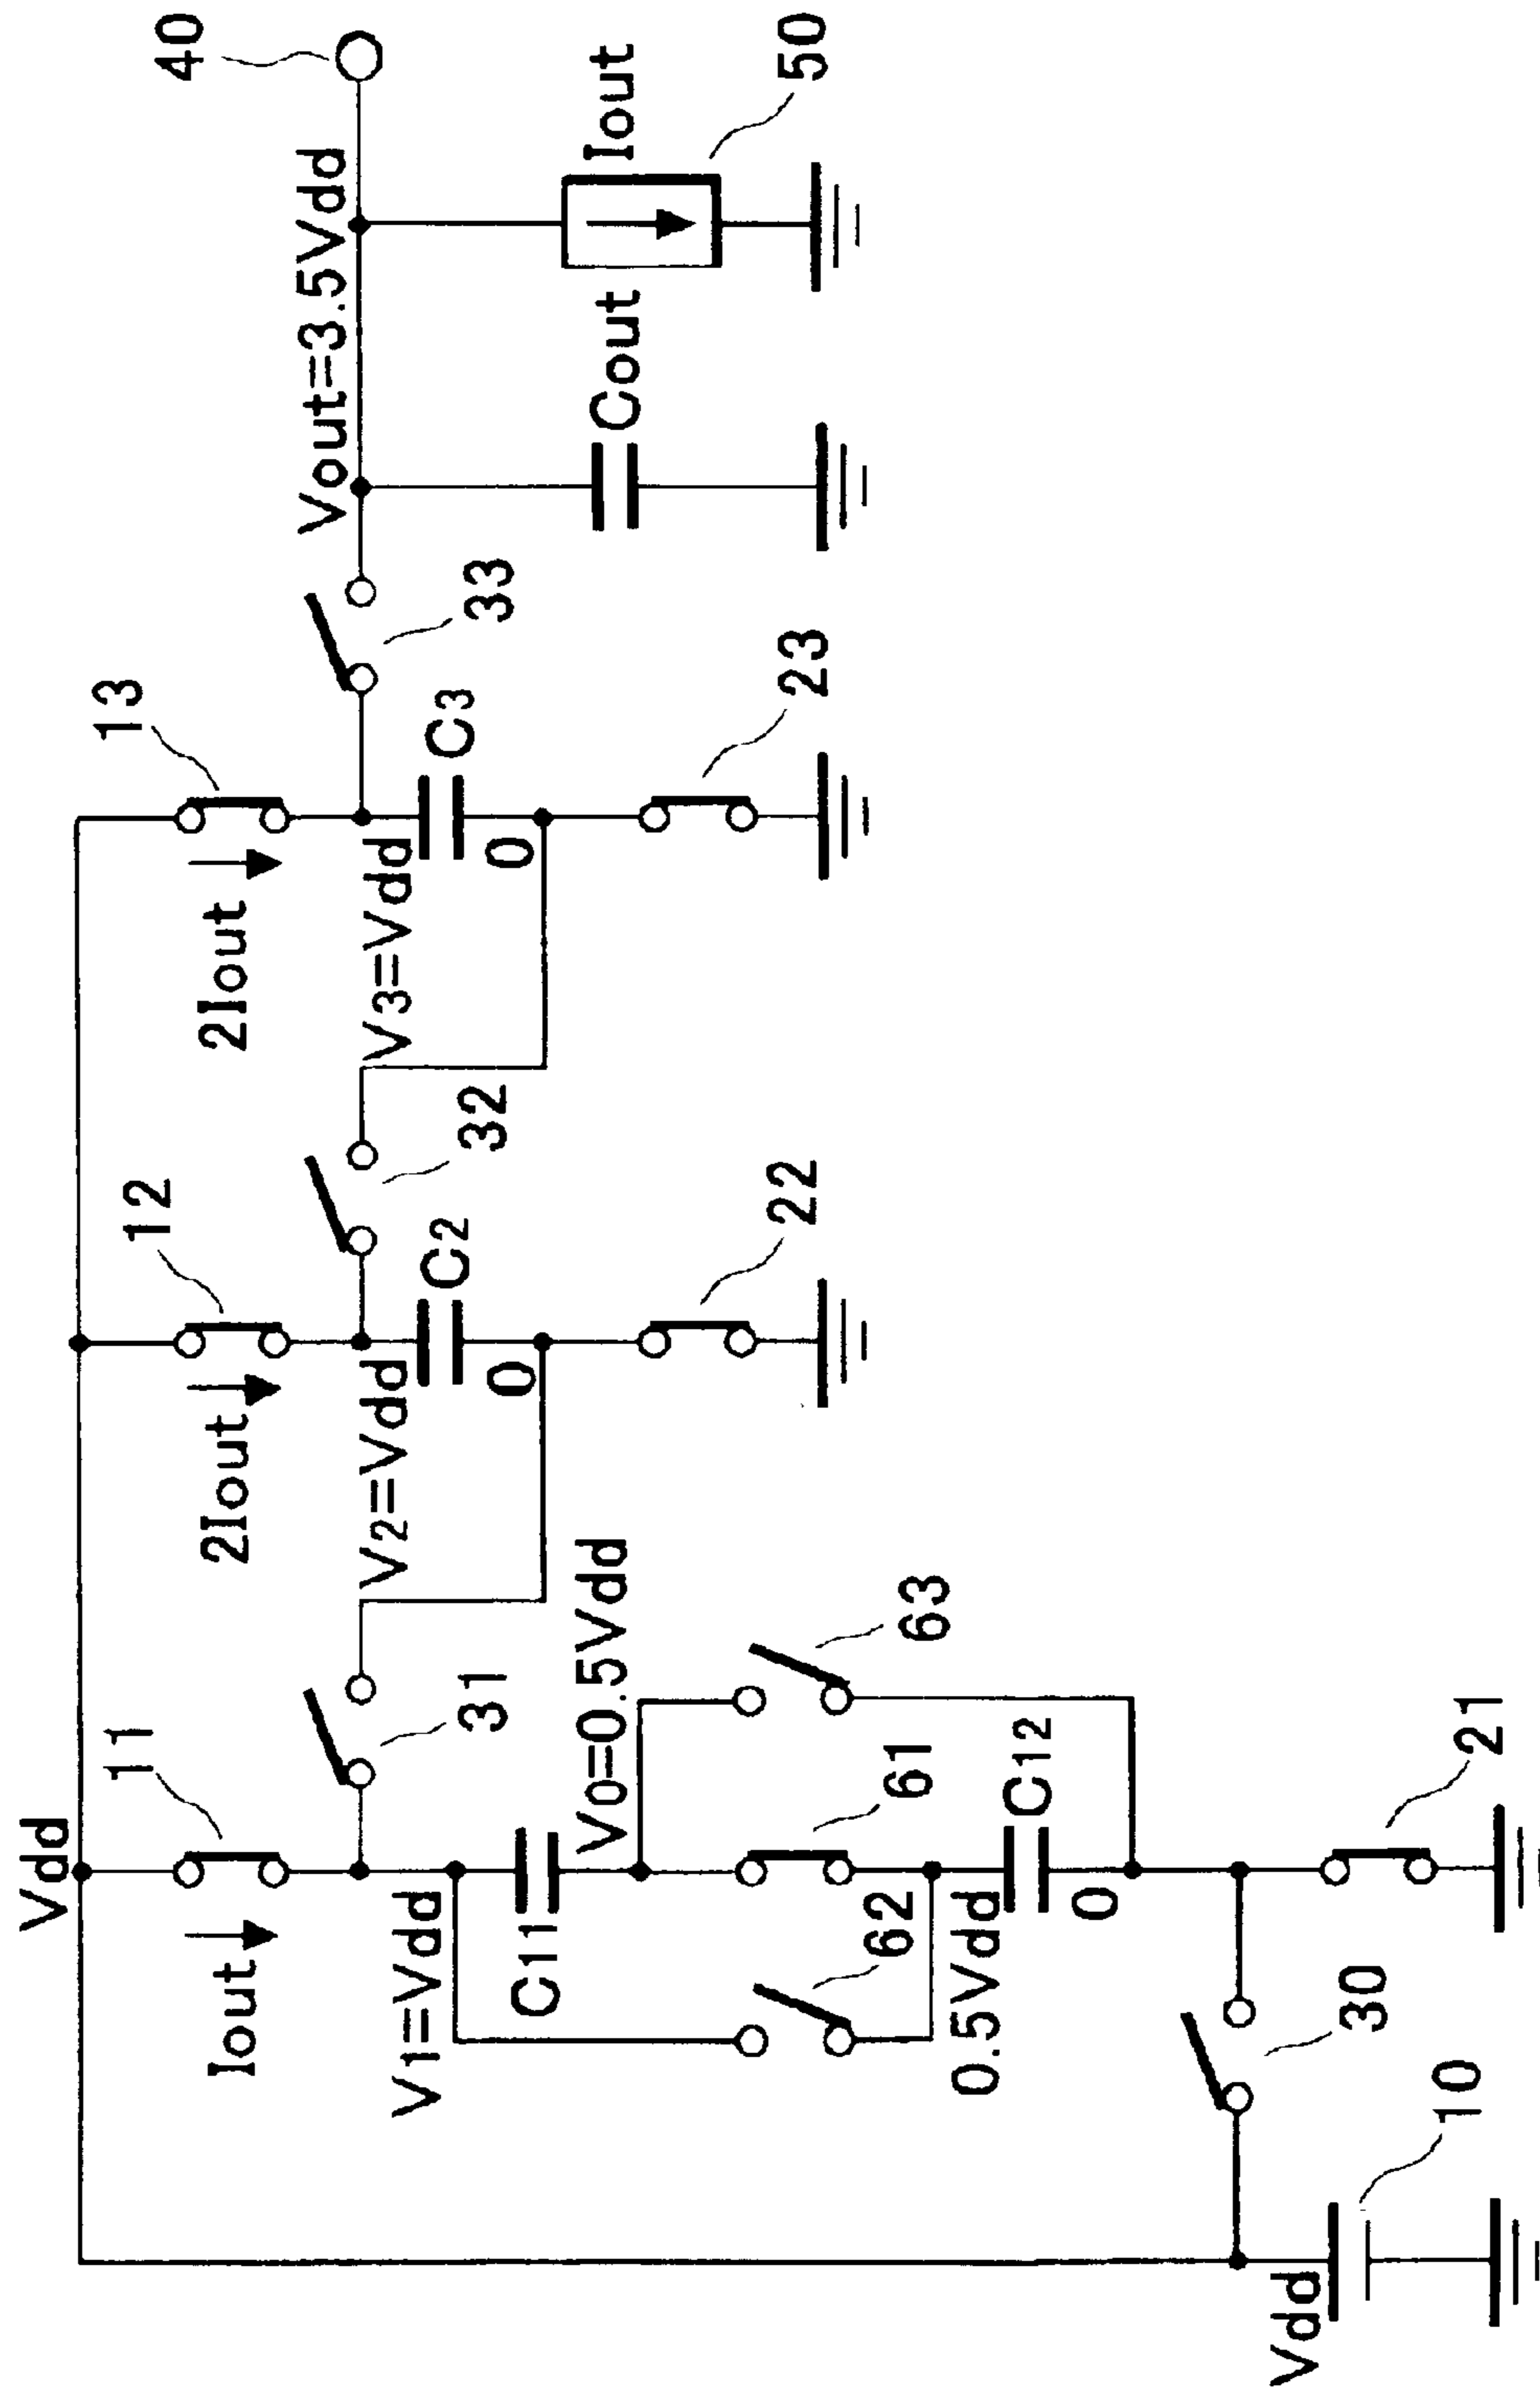 Vdd
11
12
13
40
Iout
2Iout
2Iout
Vout=3.5Vdd
V1=Vdd
31
V2=Vdd
32
V3=Vdd
33
C11
C2
C3
V0=0.5Vdd
0
0
Cout
Iout
62
61
63
22
23
50
0.5Vdd
C12
0
30
21
Vdd
10